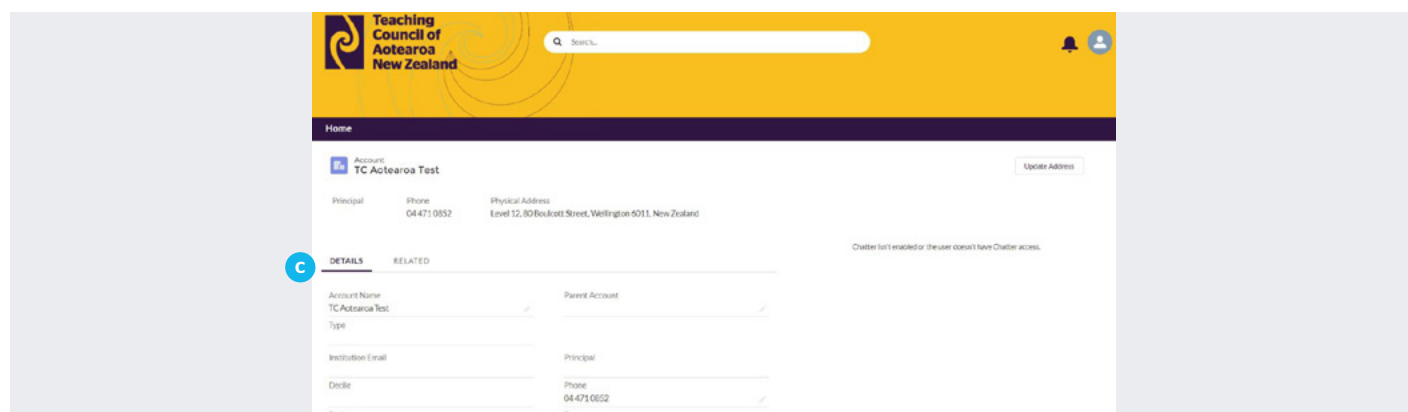 Teaching
Council of
Aotearoa
New Zealand
Search...
Home
Account
TC Aotearoa Test
Update Address
Principal
Phone
Physical Address
04 471 0852
Level 12, 80 Boulcott Street, Wellington 6011, New Zealand
Chatter isn't enabled or the user doesn't have Chatter access.
C
DETAILS
RELATED
Account Name
Parent Account
TC Aotearoa Test
Type
Institution Email
Principal
Decile
Phone
04 471 0852